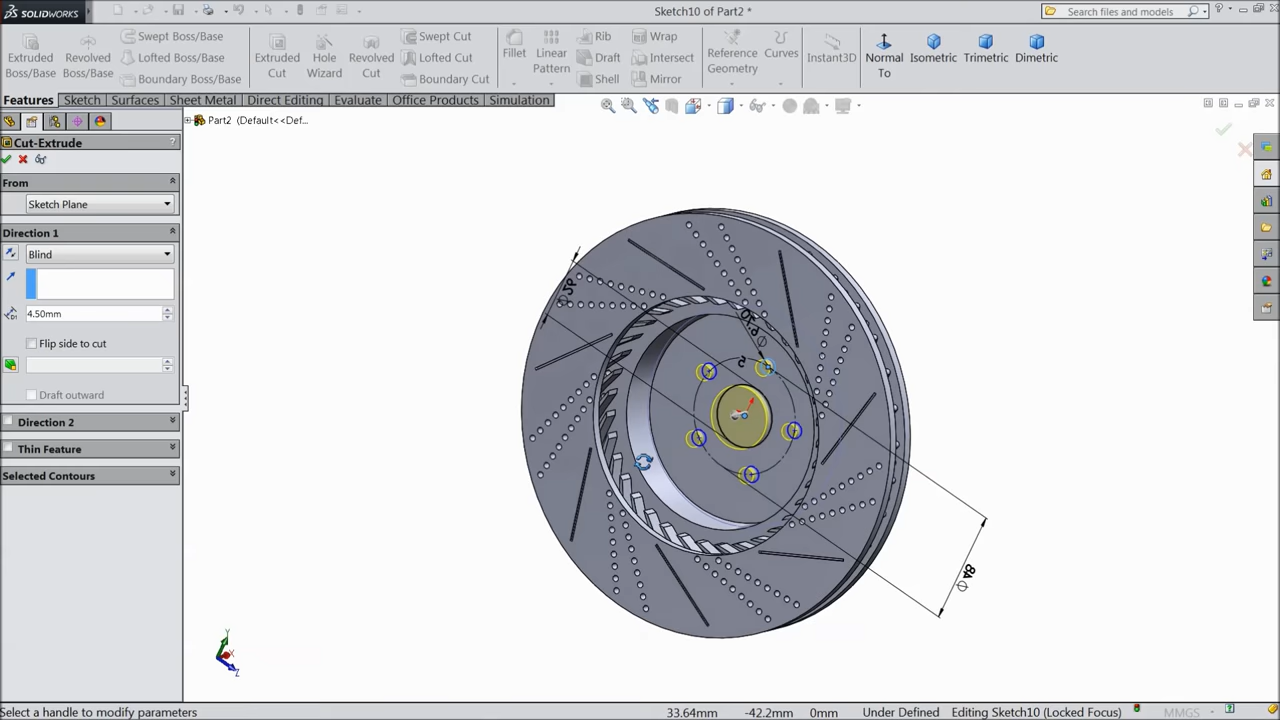 SOLIDWORKS
Sketch10 of Part2 *
Search files and models
Extruded Boss/Base
Revolved Boss/Base
Swept Boss/Base
Lofted Boss/Base
Boundary Boss/Base
Extruded Cut
Hole Wizard
Revolved Cut
Swept Cut
Lofted Cut
Boundary Cut
Fillet
Linear Pattern
Rib
Draft
Shell
Wrap
Intersect
Mirror
Reference Geometry
Curves
Instant3D
Normal To
Isometric
Trimetric
Dimetric
Features
Sketch
Surfaces
Sheet Metal
Direct Editing
Evaluate
Office Products
Simulation
Part2 (Default<<Def...
Cut-Extrude
?
From
Sketch Plane
Direction 1
Blind
4.50mm
Flip side to cut
Draft outward
Direction 2
Thin Feature
Selected Contours
5
Ø 48
Y
X
Z
Select a handle to modify parameters
33.64mm
-42.2mm
0mm
Under Defined
Editing Sketch10 (Locked Focus)
MMGS